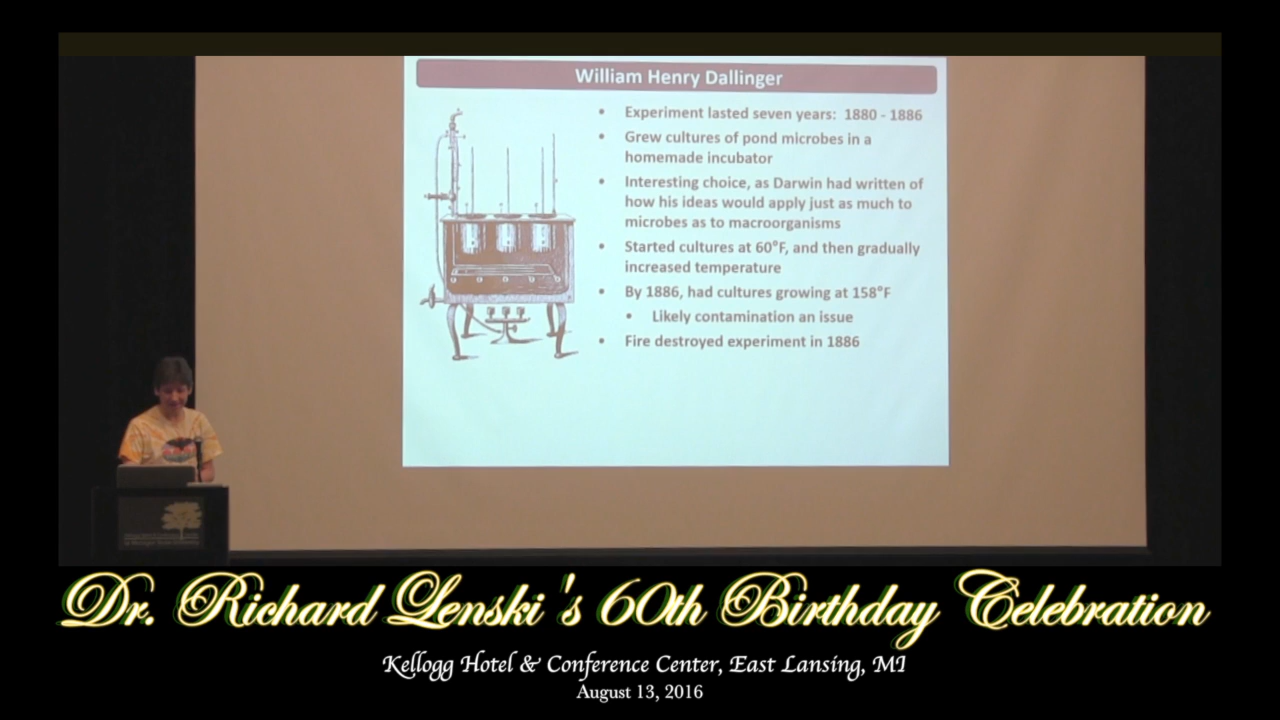 William Henry Dallinger
• Experiment lasted seven years: 1880 - 1886
• Grew cultures of pond microbes in a
homemade incubator
• Interesting choice, as Darwin had written of
how his ideas would apply just as much to
microbes as to macroorganisms
• Started cultures at 60°F, and then gradually
increased temperature
• By 1886, had cultures growing at 158°F
• Likely contamination an issue
• Fire destroyed experiment in 1886
Dr. Richard Lenski's 60th Birthday Celebration
Kellogg Hotel & Conference Center, East Lansing, MI
August 13, 2016